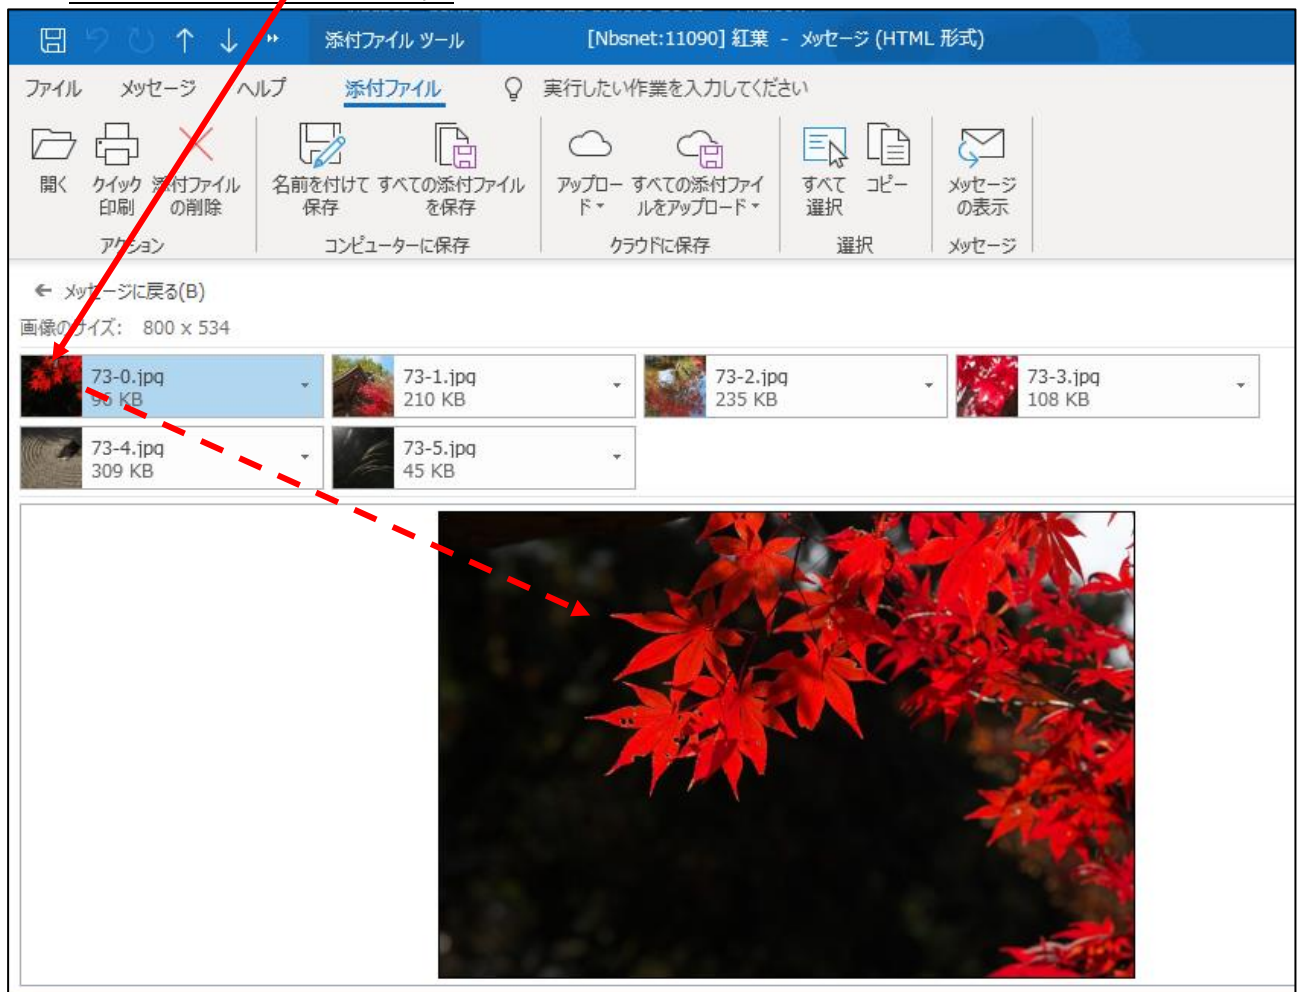 添付ファイル ツール
[Nbsnet:11090] 紅葉 - メッセージ (HTML 形式)
ファイル メッセージ ヘルプ 添付ファイル 実行したい作業を入力してください
開く
クイック
印刷
添付ファイル
の削除
アクション
名前を付けて
保存
すべての添付ファイル
を保存
コンピューターに保存
アップロー
ド
すべての添付ファイ
ルをアップロード
クラウドに保存
すべて
選択
コピー
選択
メッセージ
の表示
メッセージ
メッセージに戻る(B)
画像のサイズ: 800 x 534
73-0.jpg
96 KB
73-1.jpg
210 KB
73-2.jpg
235 KB
73-3.jpg
108 KB
73-4.jpg
309 KB
73-5.jpg
45 KB